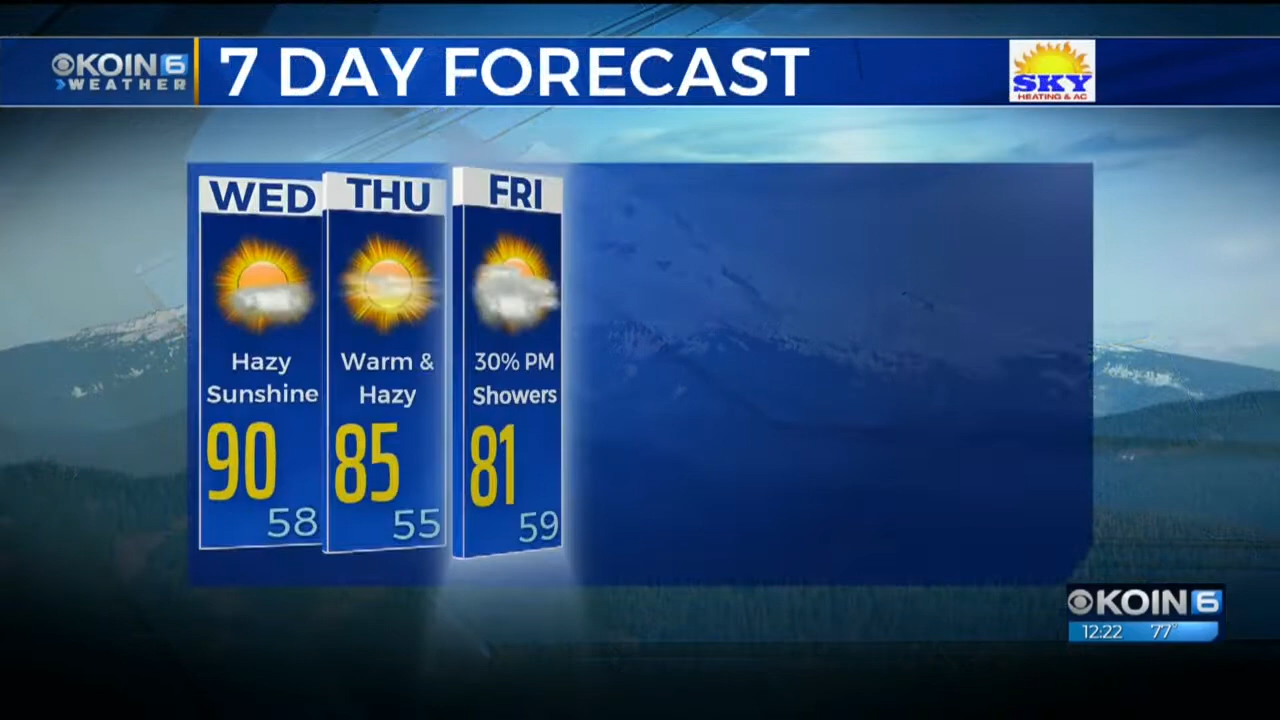 KOIN 6
WEATHER
7 DAY FORECAST
SKY
HEATING & AC
WED
Hazy
Sunshine
90
58
THU
Warm &
Hazy
85
55
FRI
30% PM
Showers
81
59
KOIN 6
12:22 77°